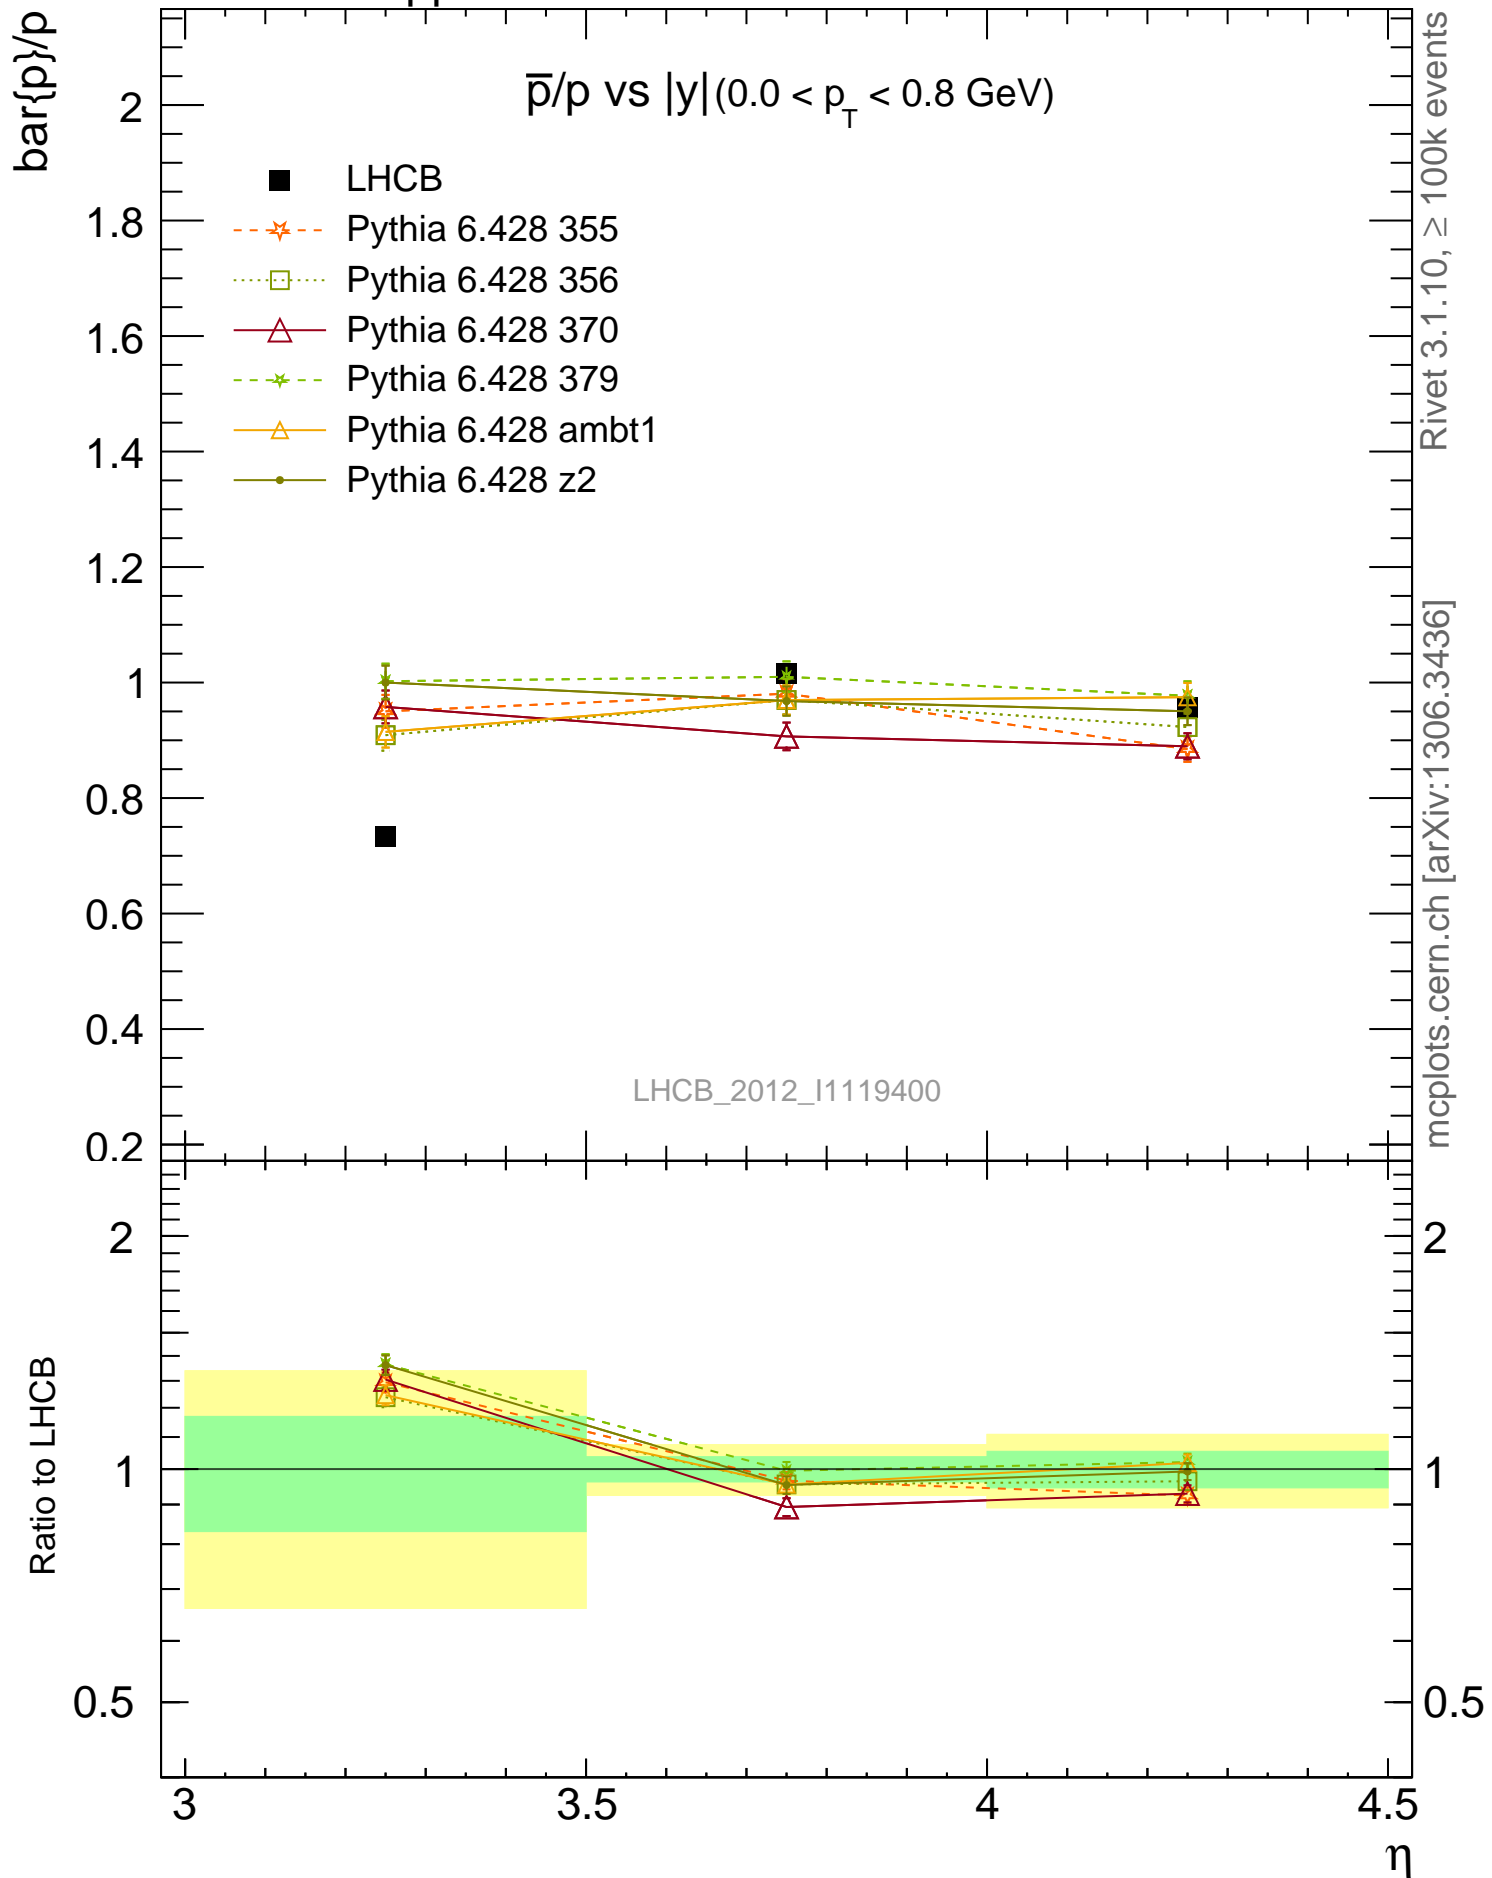 bar{p}/p
p̅/p vs |y| (0.0 < p_T < 0.8 GeV)
LHCB
Pythia 6.428 355
Pythia 6.428 356
Pythia 6.428 370
Pythia 6.428 379
Pythia 6.428 ambt1
Pythia 6.428 z2
2
1.8
1.6
1.4
1.2
1
0.8
0.6
0.4
0.2
LHCB_2012_I1119400
Rivet 3.1.10, ≥ 100k events
mcplots.cern.ch [arXiv:1306.3436]
Ratio to LHCB
2
1
0.5
2
1
0.5
3
3.5
4
4.5
η